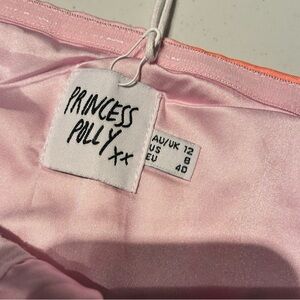 PRINCESS
POLLY
xx
AU/UK 12
US 8
EU 40